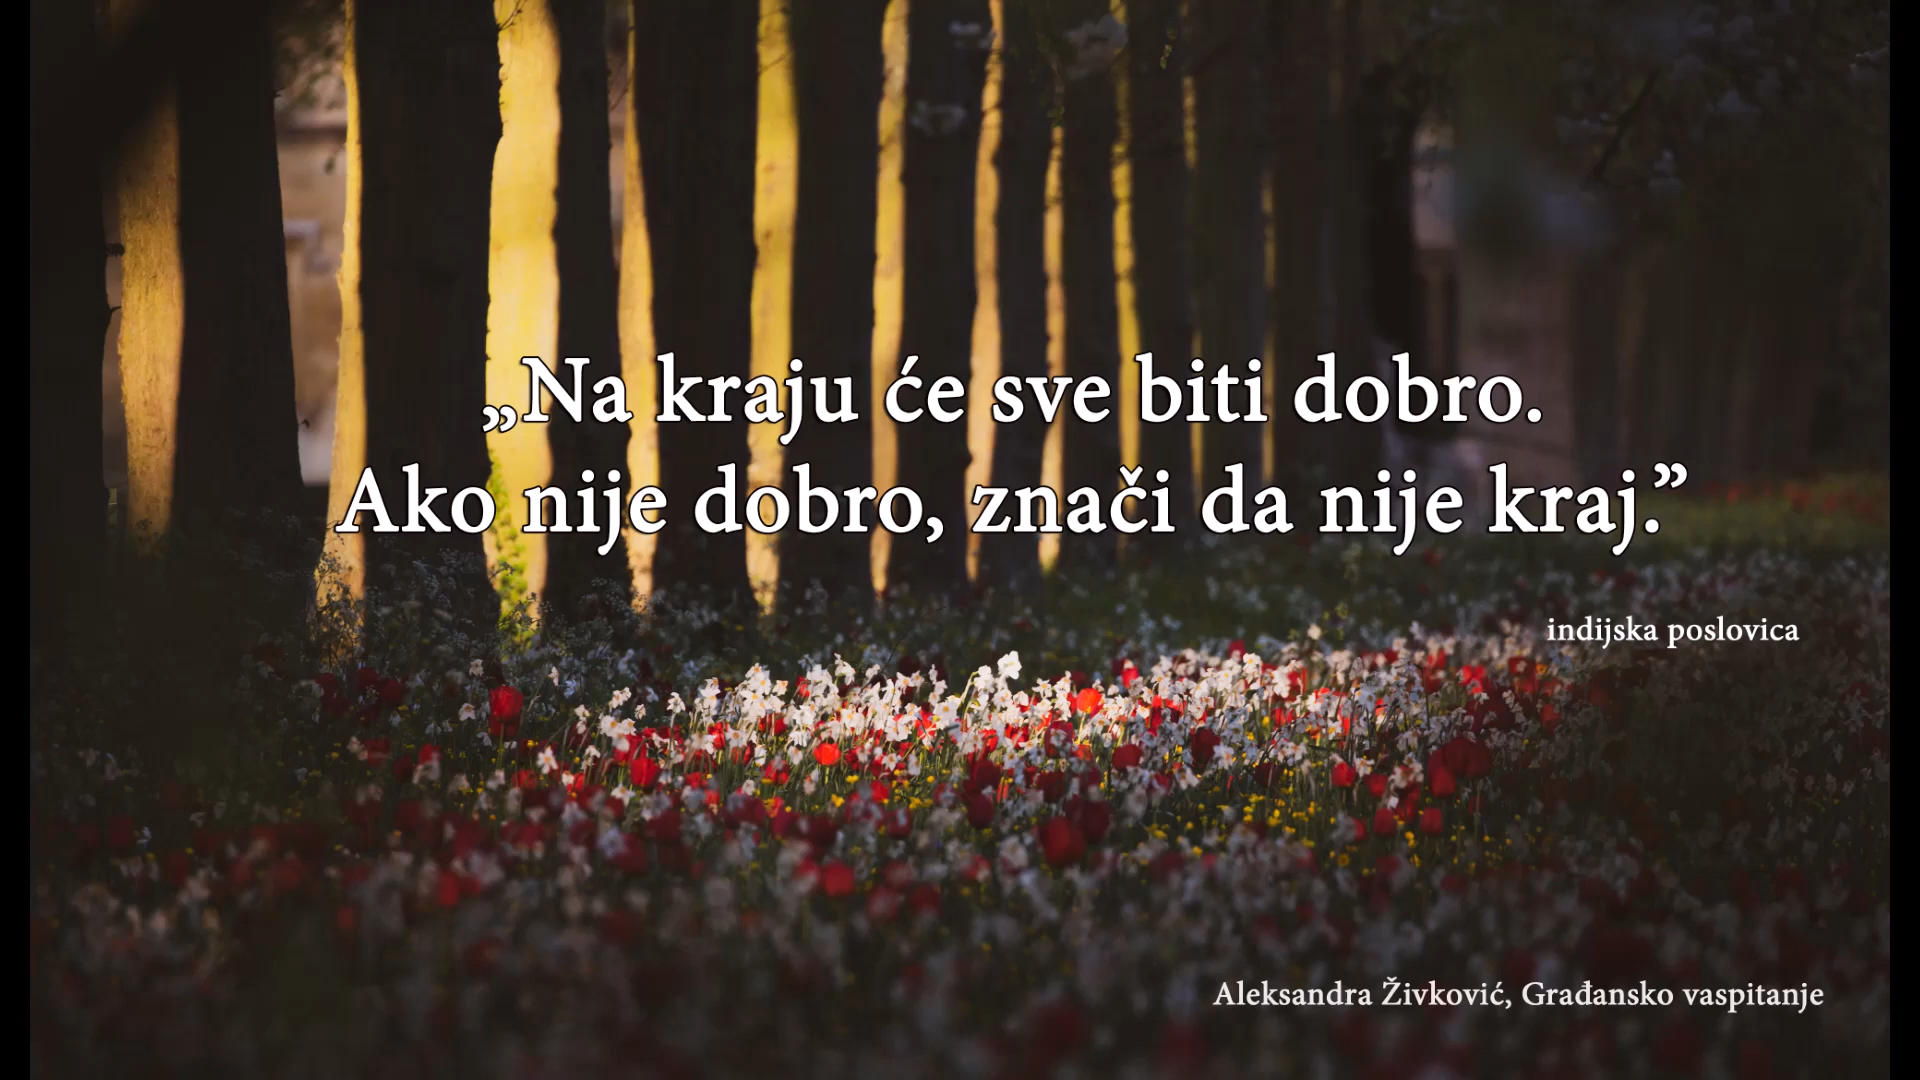 „Na kraju će sve biti dobro.
Ako nije dobro, znači da nije kraj.”
indijska poslovica
Aleksandra Živković, Građansko vaspitanje